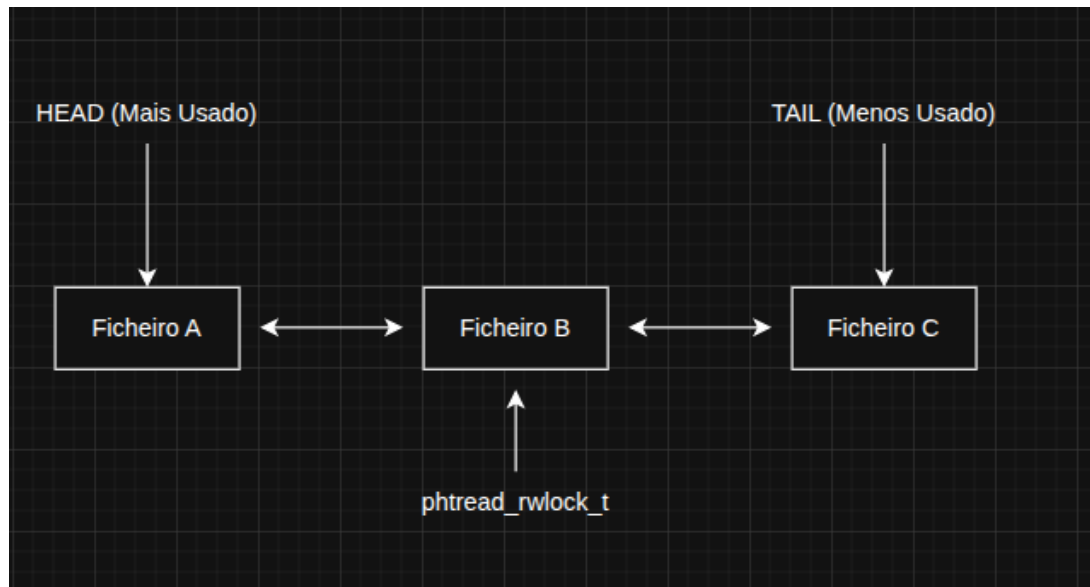 HEAD (Mais Usado)
TAIL (Menos Usado)
Ficheiro A
Ficheiro B
Ficheiro C
phtread_rwlock_t